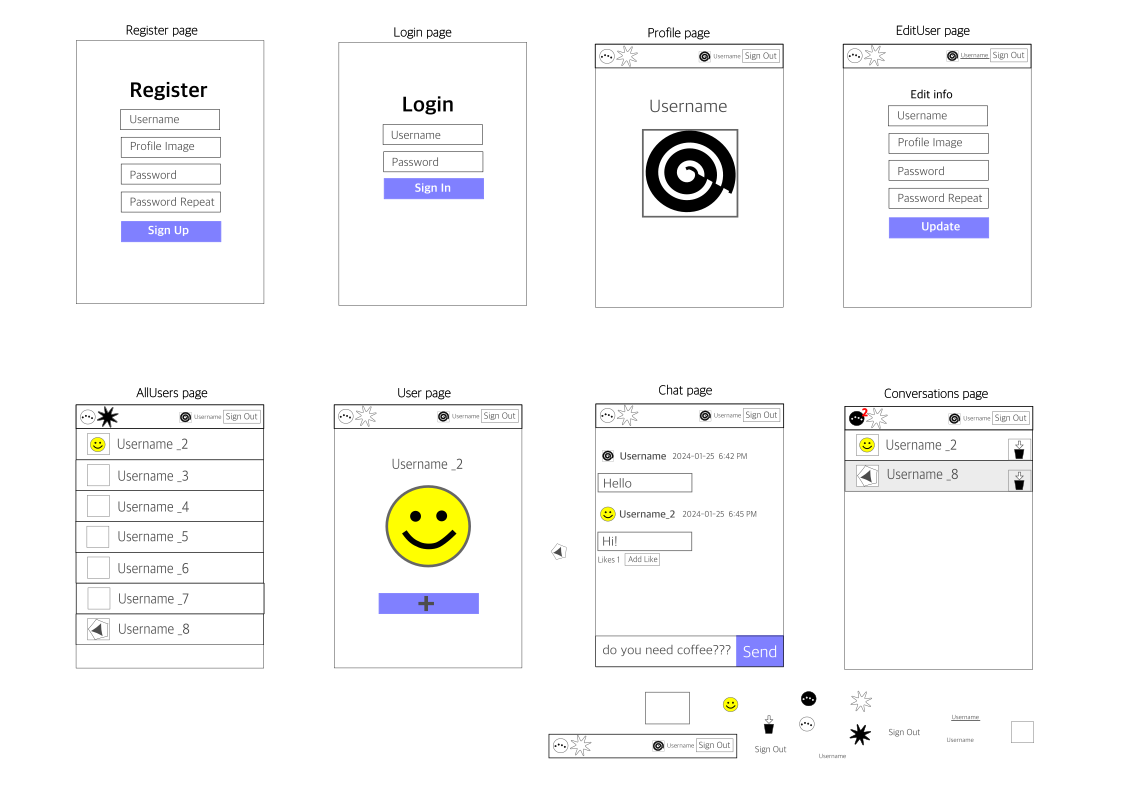 Register page
Register
Username
Profile Image
Password
Password Repeat
Sign Up
Login page
Login
Username
Password
Sign In
Profile page
Username Sign Out
Username
EditUser page
Username Sign Out
Edit info
Username
Profile Image
Password
Password Repeat
Update
AllUsers page
Username Sign Out
Username _2
Username _3
Username _4
Username _5
Username _6
Username _7
Username _8
User page
Username Sign Out
Username _2
Chat page
Username Sign Out
Username 2024-01-25 6:42 PM
Hello
Username_2 2024-01-25 6:45 PM
Hi!
Likes 1 Add Like
do you need coffee??? Send
Conversations page
2 Username Sign Out
Username _2
Username _8
Username Sign Out
Sign Out
Username
Sign Out
Username
Username